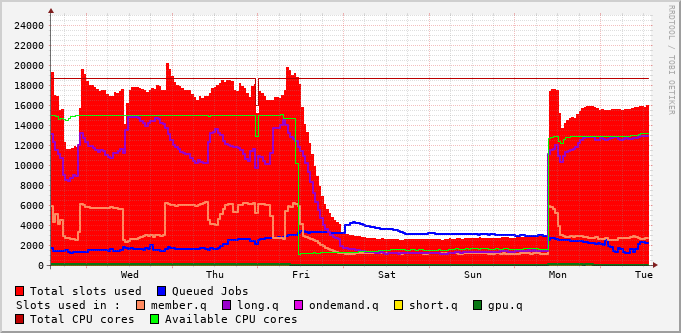 24000
22000
20000
18000
16000
14000
12000
10000
8000
6000
4000
2000
0
Wed Thu Fri Sat Sun Mon Tue
RRDTOOL / TOBI OETIKER
Total slots used Queued Jobs
Slots used in : member.q long.q ondemand.q short.q gpu.q
Total CPU cores Available CPU cores